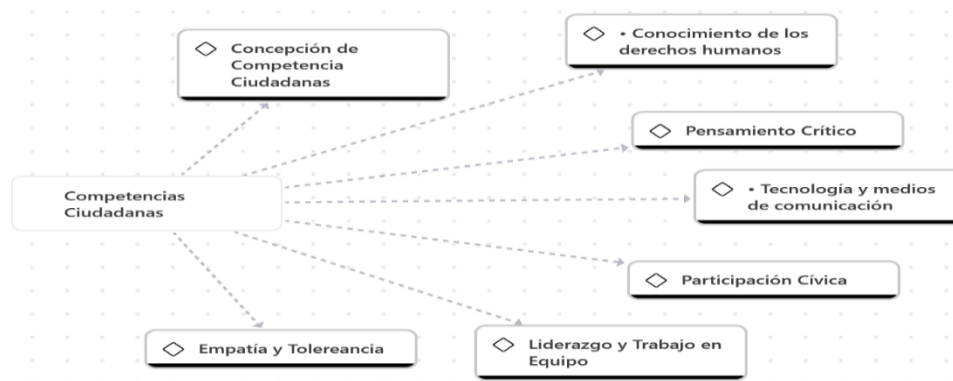 Concepción de
Competencia
Ciudadanas
• Conocimiento de los
derechos humanos
Pensamiento Crítico
Competencias
Ciudadanas
• Tecnología y medios
de comunicación
Participación Cívica
Empatía y Tolereancia
Liderazgo y Trabajo en
Equipo